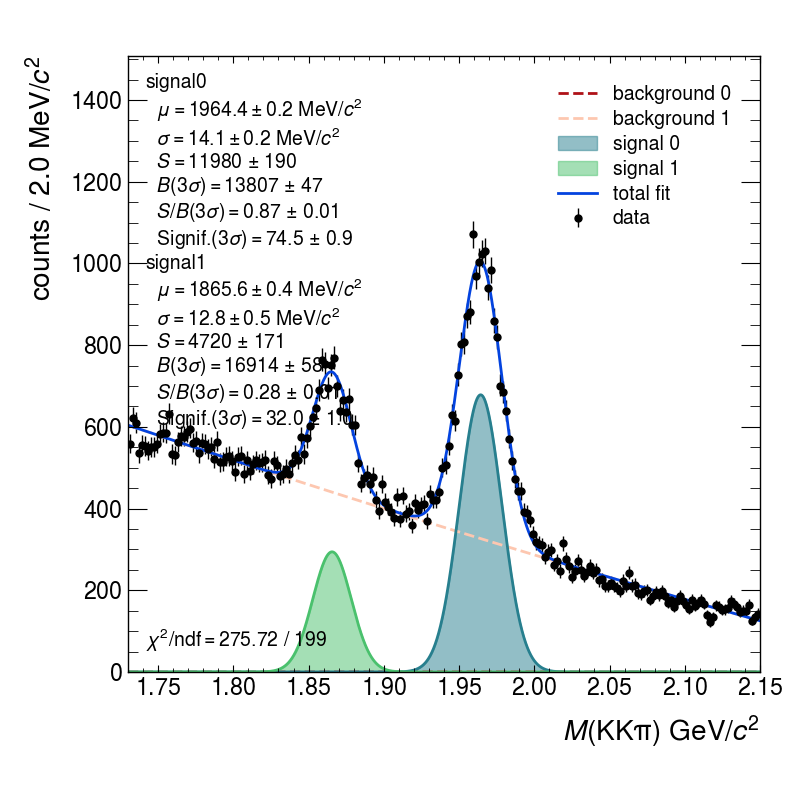 signal0
μ = 1964.4 ± 0.2 MeV/c²
σ = 14.1 ± 0.2 MeV/c²
S = 11980 ± 190
B(3σ) = 13807 ± 47
S/B(3σ) = 0.87 ± 0.01
Signif.(3σ) = 74.5 ± 0.9
signal1
μ = 1865.6 ± 0.4 MeV/c²
σ = 12.8 ± 0.5 MeV/c²
S = 4720 ± 171
B(3σ) = 16914 ± 58
S/B(3σ) = 0.28 ± 0.01
Signif.(3σ) = 32.0 ± 1.0
χ²/ndf = 275.72 / 199
background 0
background 1
signal 0
signal 1
total fit
data
counts / 2.0 MeV/c²
1400
1200
1000
800
600
400
200
0
1.75 1.80 1.85 1.90 1.95 2.00 2.05 2.10 2.15
M(KKπ) GeV/c²